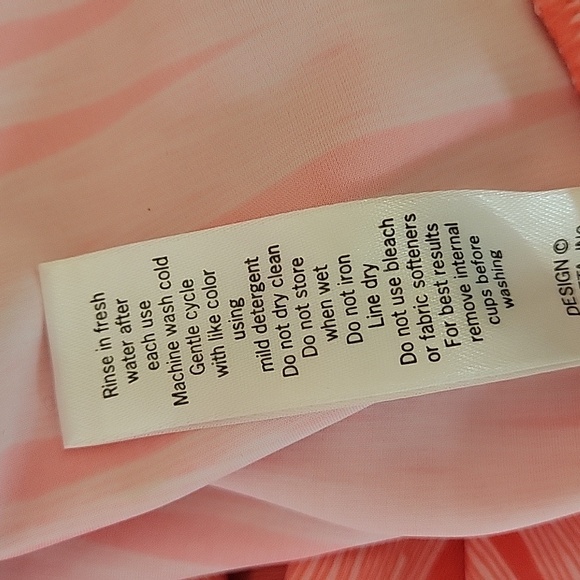 Rinse in fresh
water after
each use
Machine wash cold
Gentle cycle
with like color
using
mild detergent
Do not dry clean
Do not store
when wet
Do not iron
Line dry
Do not use bleach
or fabric softeners
For best results
remove internal
cups before
washing
DESIGN ©